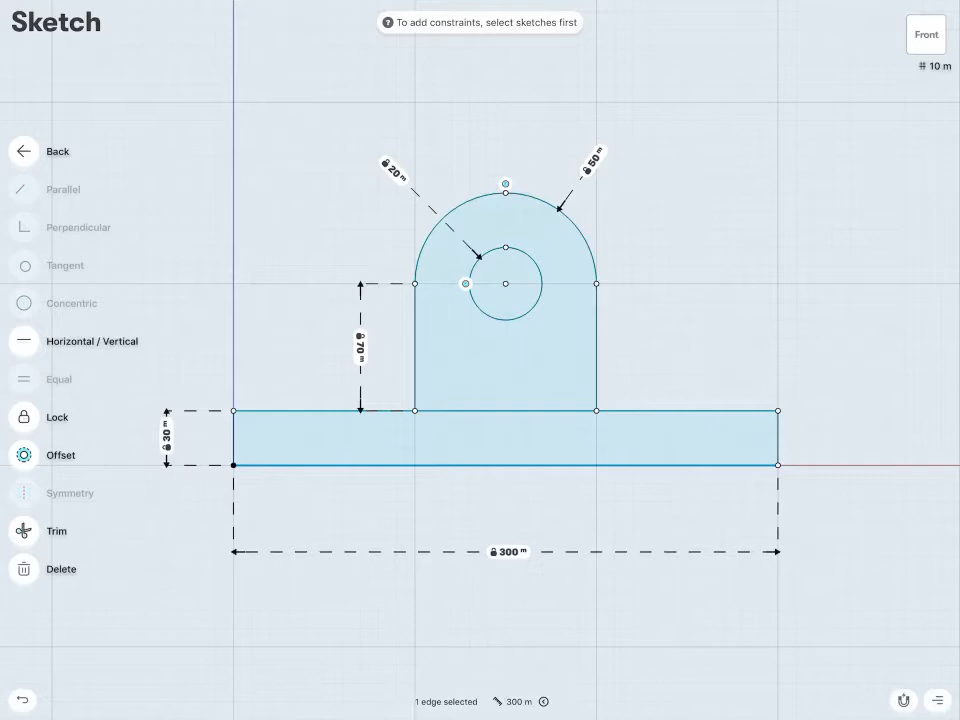 Sketch
To add constraints, select sketches first
Front
10 m
Back
Parallel
Perpendicular
Tangent
Concentric
Horizontal / Vertical
Equal
Lock
Offset
Symmetry
Trim
Delete
20 m
50 m
70 m
30 m
300 m
1 edge selected
300 m